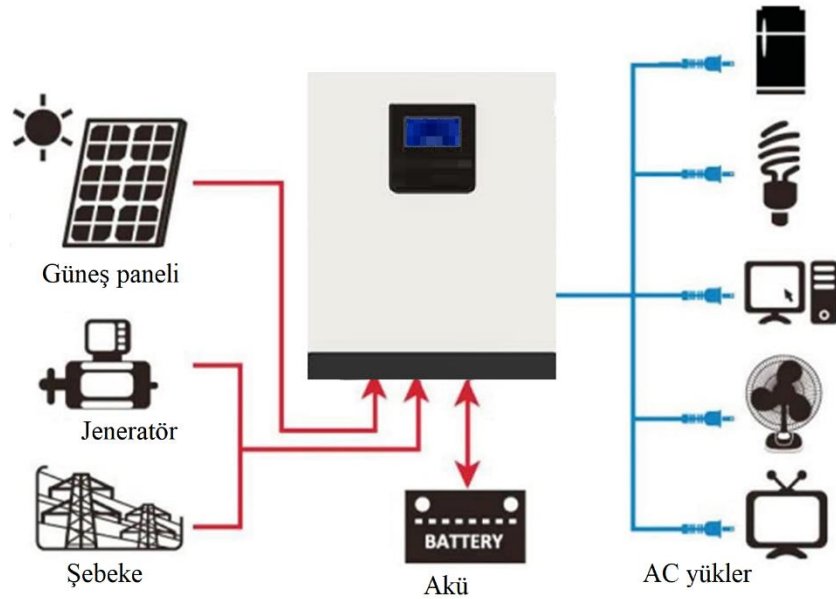 Güneş paneli
Jeneratör
Şebeke
BATTERY
Akü
AC yükler